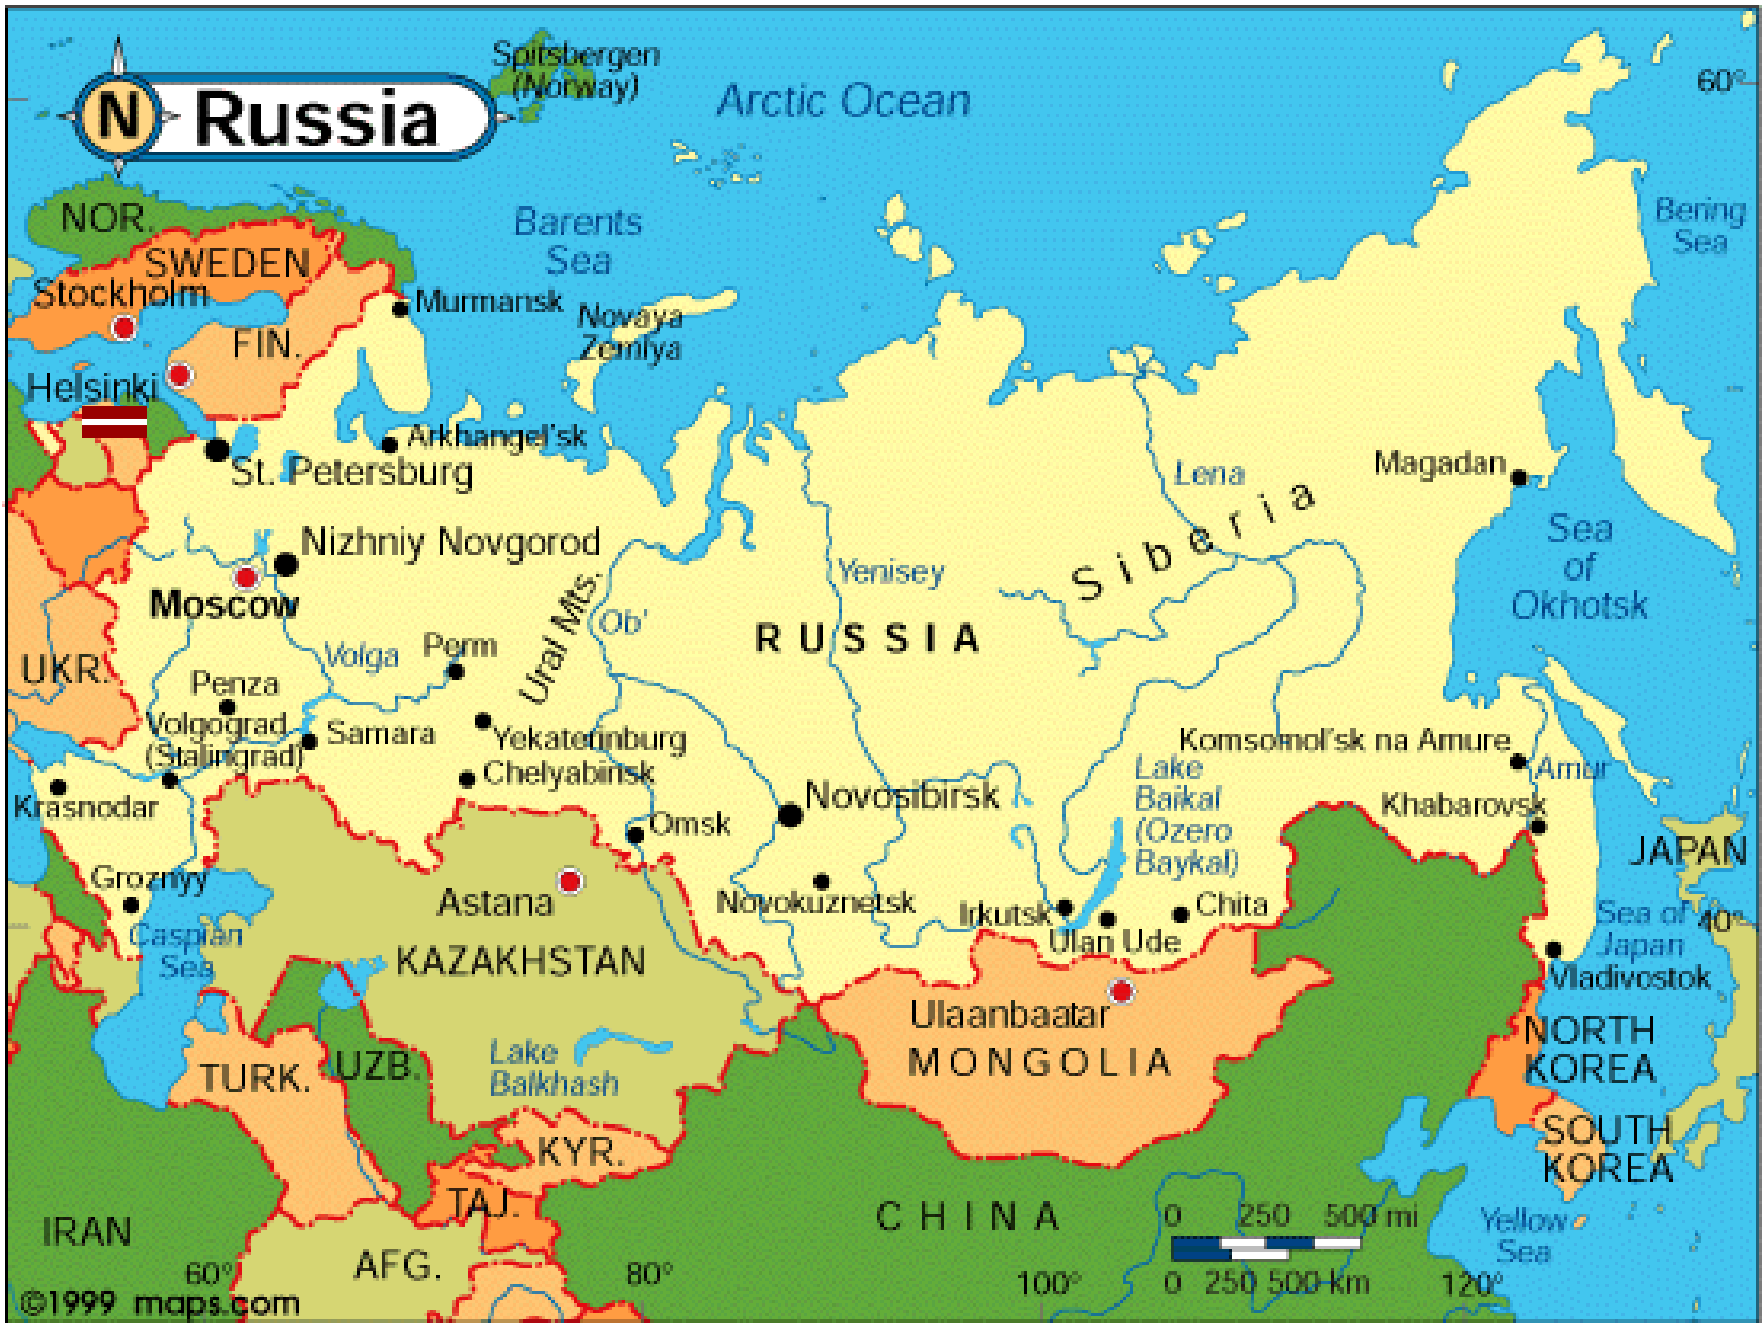 Spitsbergen
(Norway)
Arctic Ocean
60°
N
Russia
NOR.
Barents
Sea
Bering
Sea
SWEDEN
Stockholm
Murmansk
Novaya
Zemlya
FIN.
Helsinki
Arkhangel'sk
St. Petersburg
Lena
Magadan
Siberia
Nizhniy Novgorod
Sea
of
Okhotsk
Yenisey
Moscow
Ural Mts.
Ob'
RUSSIA
Volga
Perm
UKR.
Penza
Volgograd
(Stalingrad)
Samara
Yekaterinburg
Chelyabinsk
Komsomol'sk na Amure
Amur
Lake
Baikal
(Ozero
Baykal)
Krasnodar
Novosibirsk
Khabarovsk
Omsk
JAPAN
Groznyy
Astana
Novokuznetsk
Irkutsk
Chita
Ulan Ude
Sea of
Japan
40°
Caspian
Sea
KAZAKHSTAN
Vladivostok
Ulaanbaatar
MONGOLIA
NORTH
KOREA
Lake
Balkhash
TURK.
UZB.
KYR.
SOUTH
KOREA
TAJ.
IRAN
CHINA
0 250 500 mi
Yellow
Sea
AFG.
60°
80°
100°
0 250 500 km
120°
©1999 maps.com